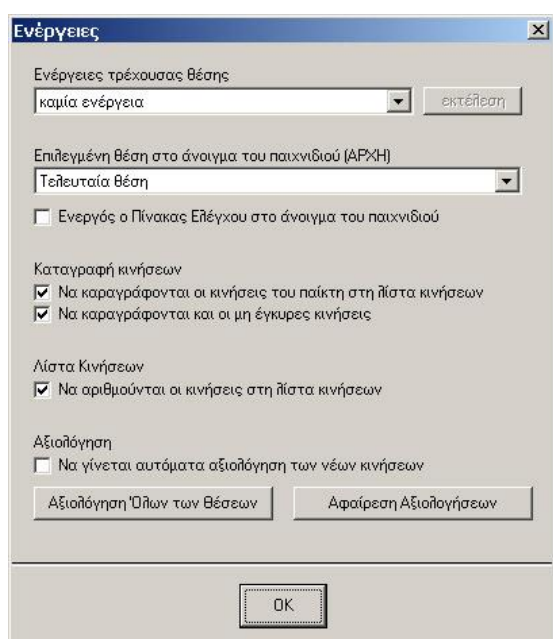 Ενέργειες
Ενέργειες τρέχουσας θέσης
καμία ενέργεια
εκτέλεση
Επιλεγμένη θέση στο άνοιγμα του παιχνιδιού (ΑΡΧΗ)
Τελευταία θέση
Ενεργός ο Πίνακας Ελέγχου στο άνοιγμα του παιχνιδιού
Καταγραφή κινήσεων
Να καραγράφονται οι κινήσεις του παίκτη στη λίστα κινήσεων
Να καραγράφονται και οι μη έγκυρες κινήσεις
Λίστα Κινήσεων
Να αριθμούνται οι κινήσεις στη λίστα κινήσεων
Αξιολόγηση
Να γίνεται αυτόματα αξιολόγηση των νέων κινήσεων
Αξιολόγηση Όλων των Θέσεων
Αφαίρεση Αξιολογήσεων
OK